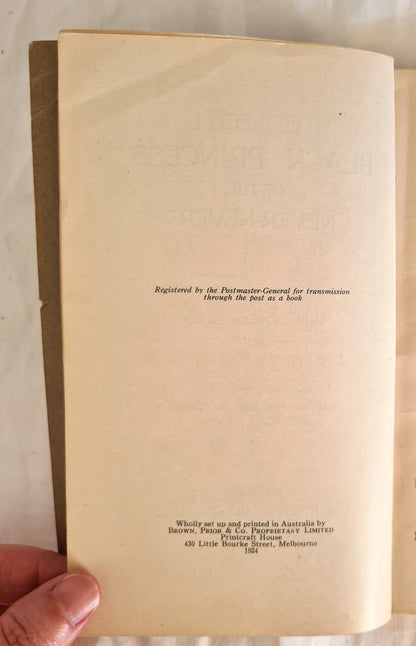 Registered by the Postmaster-General for transmission
through the post as a book
Wholly set up and printed in Australia by
BROWN, PRIOR & CO. PROPRIETARY LIMITED
Printcraft House
430 Little Bourke Street, Melbourne
1924